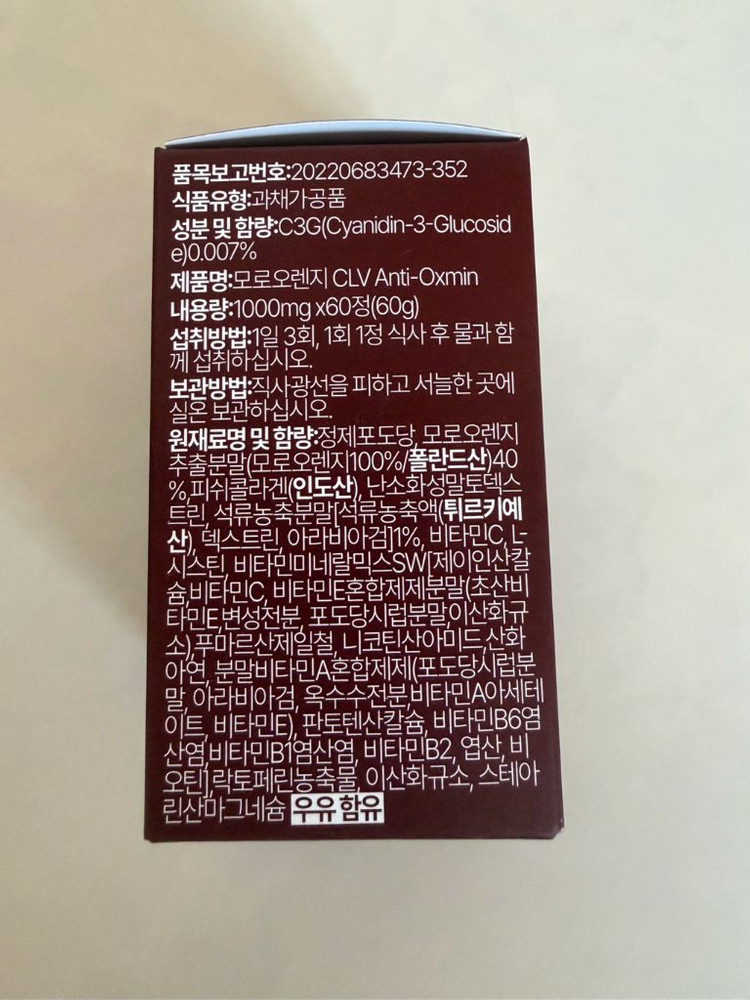 품목보고번호:20220683473-352
식품유형:과채가공품
성분 및 함량:C3G(Cyanidin-3-Glucosid
e)0.007%
제품명:모로오렌지 CLV Anti-Oxmin
내용량:1000mg x60정(60g)
섭취방법:1일 3회, 1회 1정 식사 후 물과 함
께 섭취하십시오.
보관방법:직사광선을 피하고 서늘한 곳에
실온 보관하십시오.
원재료명 및 함량:정제포도당, 모로오렌지
추출분말(모로오렌지100%/폴란드산)40
%,피쉬콜라겐(인도산), 난소화성말토덱스
트린, 석류농축분말[석류농축액(튀르키예
산), 덱스트린, 아라비아검]1%, 비타민C, L-
시스틴, 비타민미네랄믹스SW[제이인산칼
슘,비타민C, 비타민E혼합제제분말(초산비
타민E,변성전분, 포도당시럽분말,이산화규
소),푸마르산제일철, 니코틴산아미드,산화
아연, 분말비타민A혼합제제(포도당시럽분
말, 아라비아검, 옥수수전분비타민A아세테
이트, 비타민E), 판토텐산칼슘, 비타민B6염
산염,비타민B1염산염, 비타민B2, 엽산, 비
오틴],락토페린농축물, 이산화규소, 스테아
린산마그네슘 우유 함유